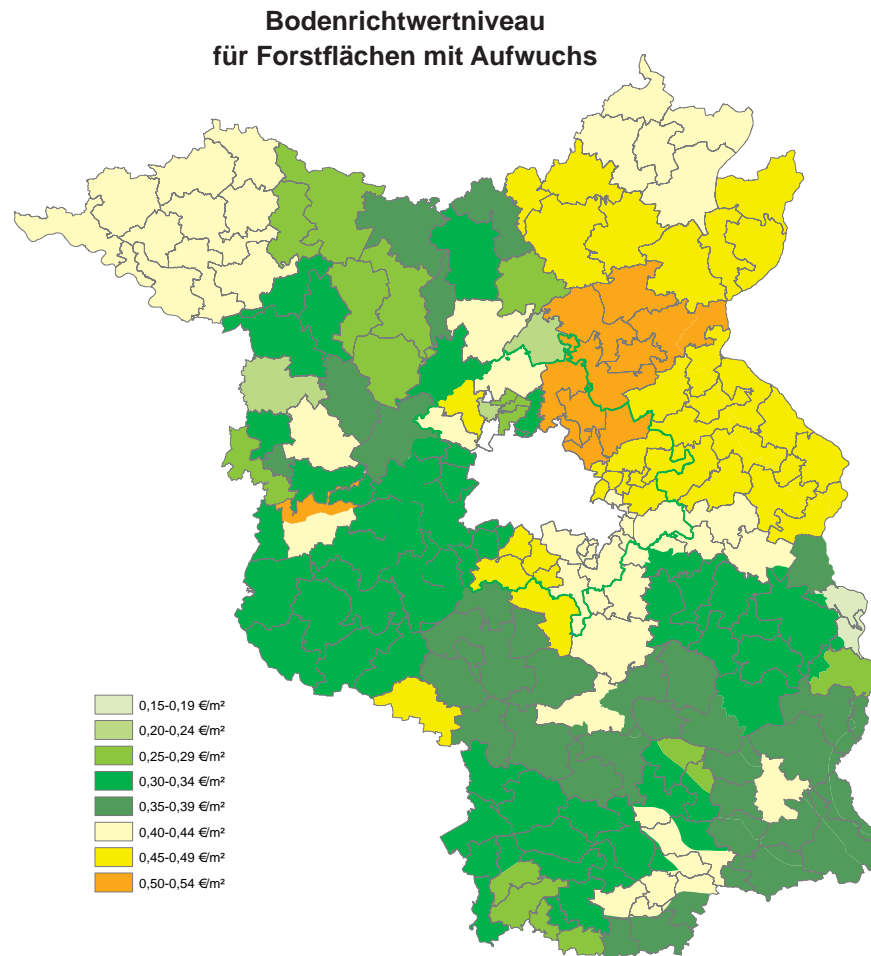 Bodenrichtwertniveau
für Forstflächen mit Aufwuchs
0,15-0,19 €/m²
0,20-0,24 €/m²
0,25-0,29 €/m²
0,30-0,34 €/m²
0,35-0,39 €/m²
0,40-0,44 €/m²
0,45-0,49 €/m²
0,50-0,54 €/m²